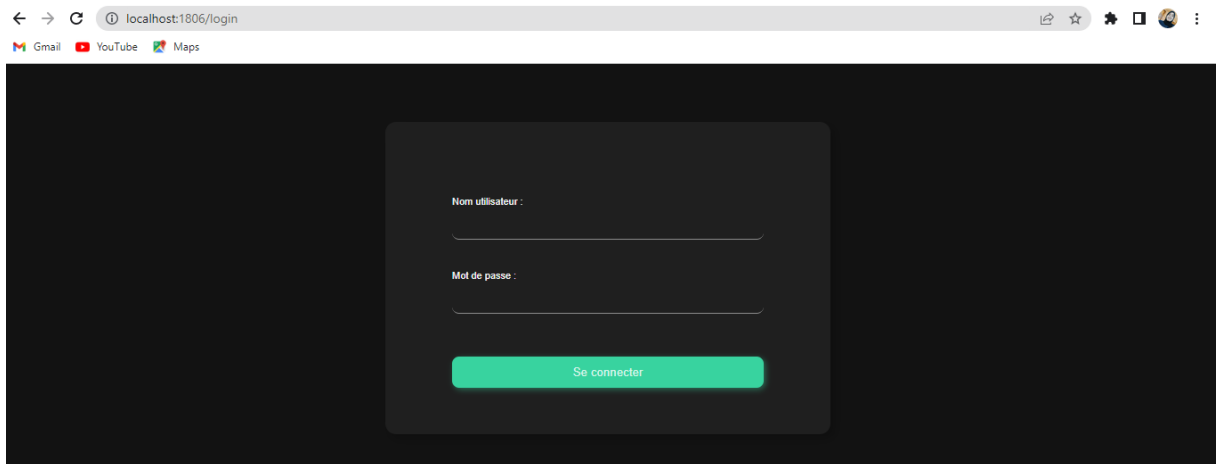 localhost:1806/login
Gmail YouTube Maps
Nom utilisateur :
Mot de passe :
Se connecter